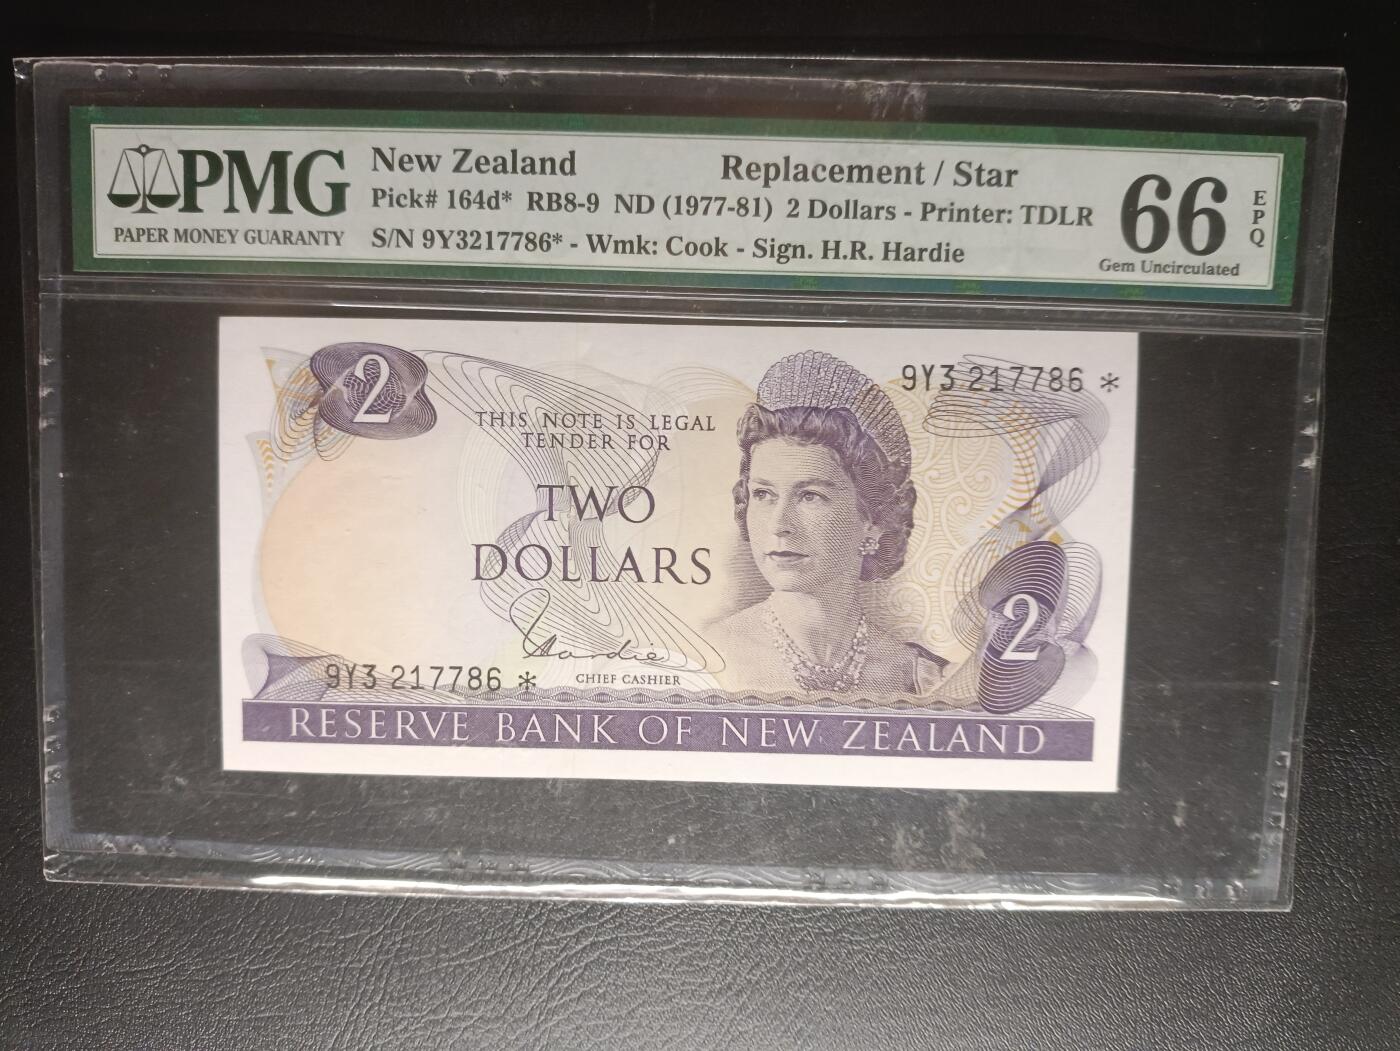 PMG
PAPER MONEY GUARANTY
New Zealand Replacement / Star
Pick# 164d* RB8-9 ND (1977-81) 2 Dollars - Printer: TDLR
S/N 9Y3217786* - Wmk: Cook - Sign. H.R. Hardie
66
EPQ
Gem Uncirculated
2
9Y3 217786 *
THIS NOTE IS LEGAL
TENDER FOR
TWO
DOLLARS
2
Hardie
9Y3 217786 *
CHIEF CASHIER
RESERVE BANK OF NEW ZEALAND